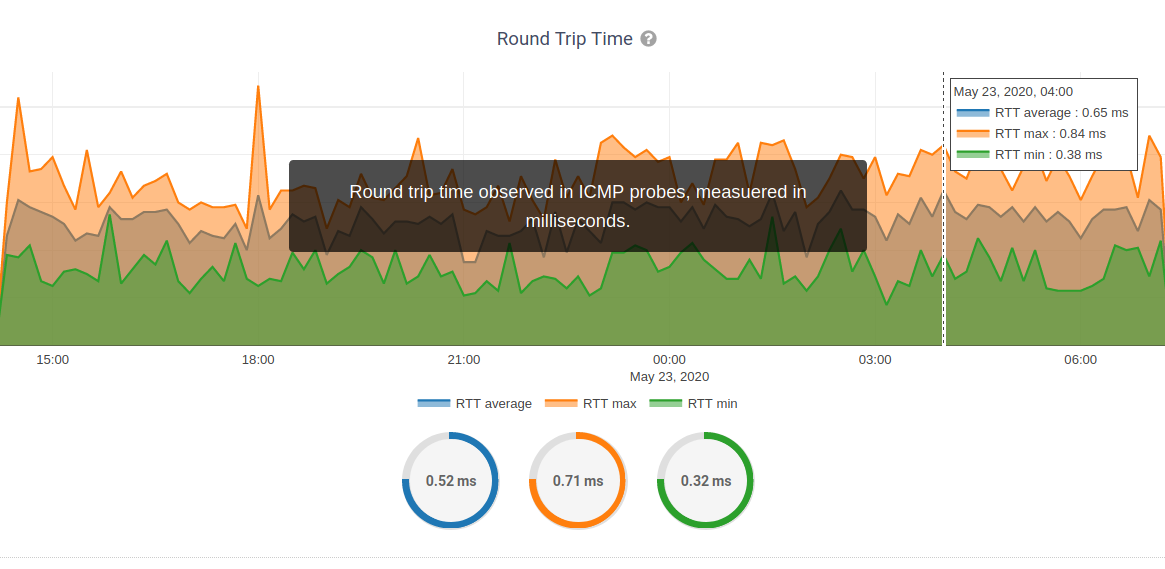 Round Trip Time ?
May 23, 2020, 04:00
RTT average : 0.65 ms
RTT max : 0.84 ms
RTT min : 0.38 ms
Round trip time observed in ICMP probes, measuered in
milliseconds.
15:00 18:00 21:00 00:00 03:00 06:00
May 23, 2020
RTT average RTT max RTT min
0.52 ms 0.71 ms 0.32 ms